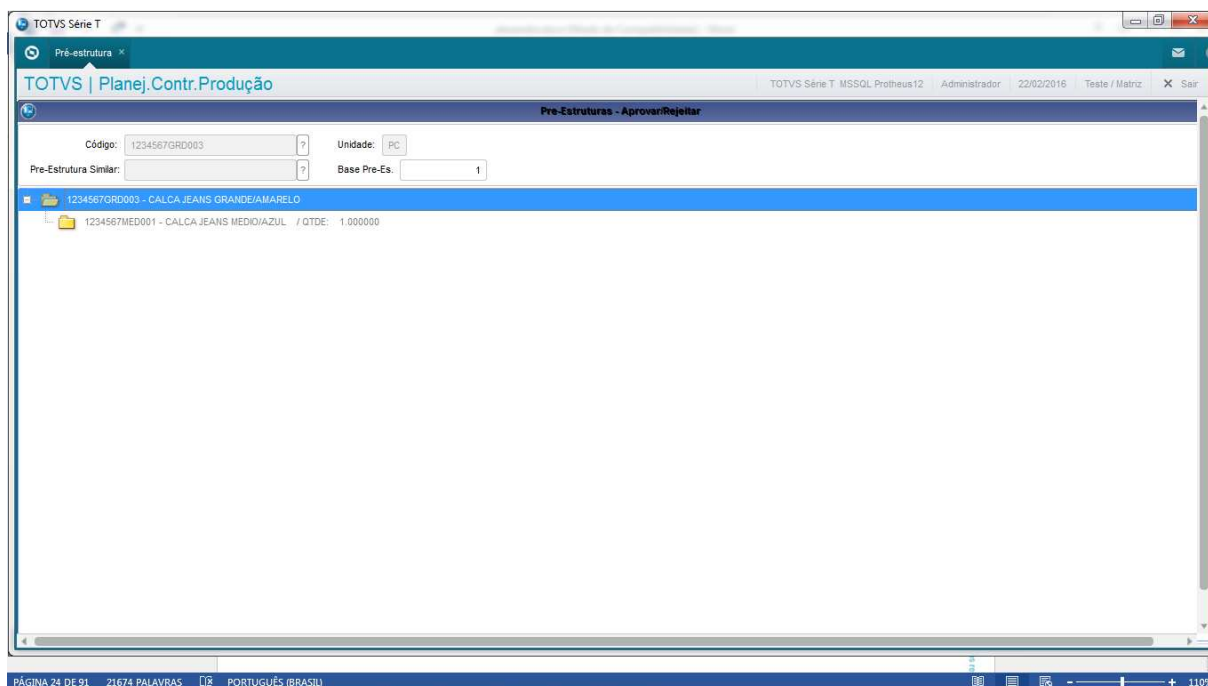 TOTVS Série T
Pré-estrutura ×
TOTVS | Planej.Contr.Produção
TOTVS Série T MSSQL Protheus12 Administrador 22/02/2016 Teste / Matriz X Sair
Pre-Estruturas - Aprovar/Rejeitar
Código: 1234567GRD003 ? Unidade: PC
Pre-Estrutura Similar: ? Base Pre-Es. 1
1234567GRD003 - CALCA JEANS GRANDE/AMARELO
1234567MED001 - CALCA JEANS MEDIO/AZUL / QTDE: 1.000000
PÁGINA 24 DE 91 21674 PALAVRAS PORTUGUÊS (BRASIL) - + 110%